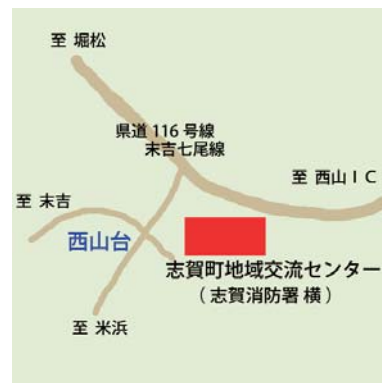 至 堀松
県道 116 号線
末吉七尾線
至 西山ＩＣ
至 末吉
西山台
志賀町地域交流センター
（ 志賀消防署 横 ）
至 米浜